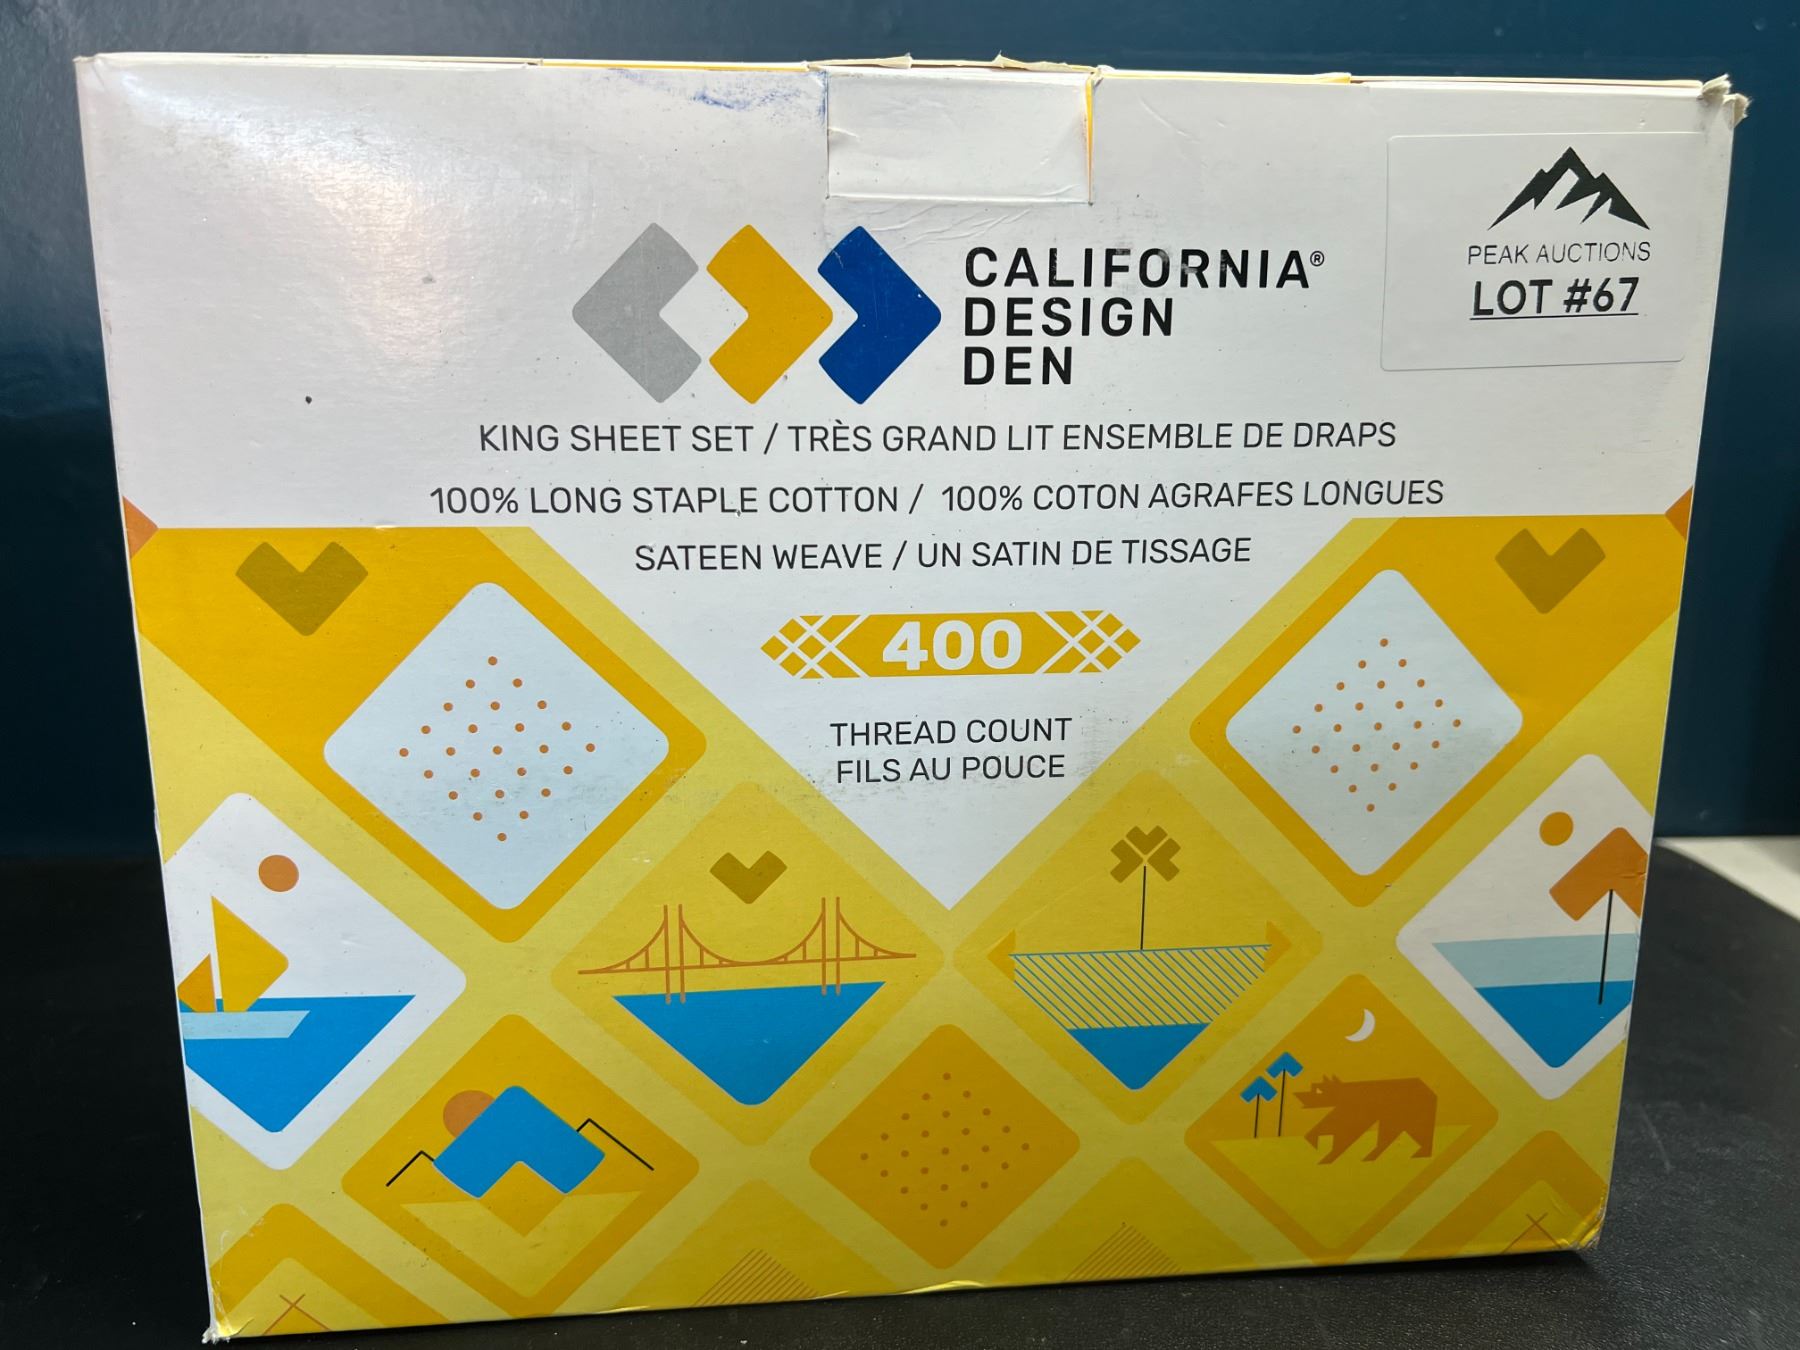 PEAK AUCTIONS
LOT #67
CALIFORNIA®
DESIGN
DEN
KING SHEET SET / TRÈS GRAND LIT ENSEMBLE DE DRAPS
100% LONG STAPLE COTTON / 100% COTON AGRAFES LONGUES
SATEEN WEAVE / UN SATIN DE TISSAGE
400
THREAD COUNT
FILS AU POUCE